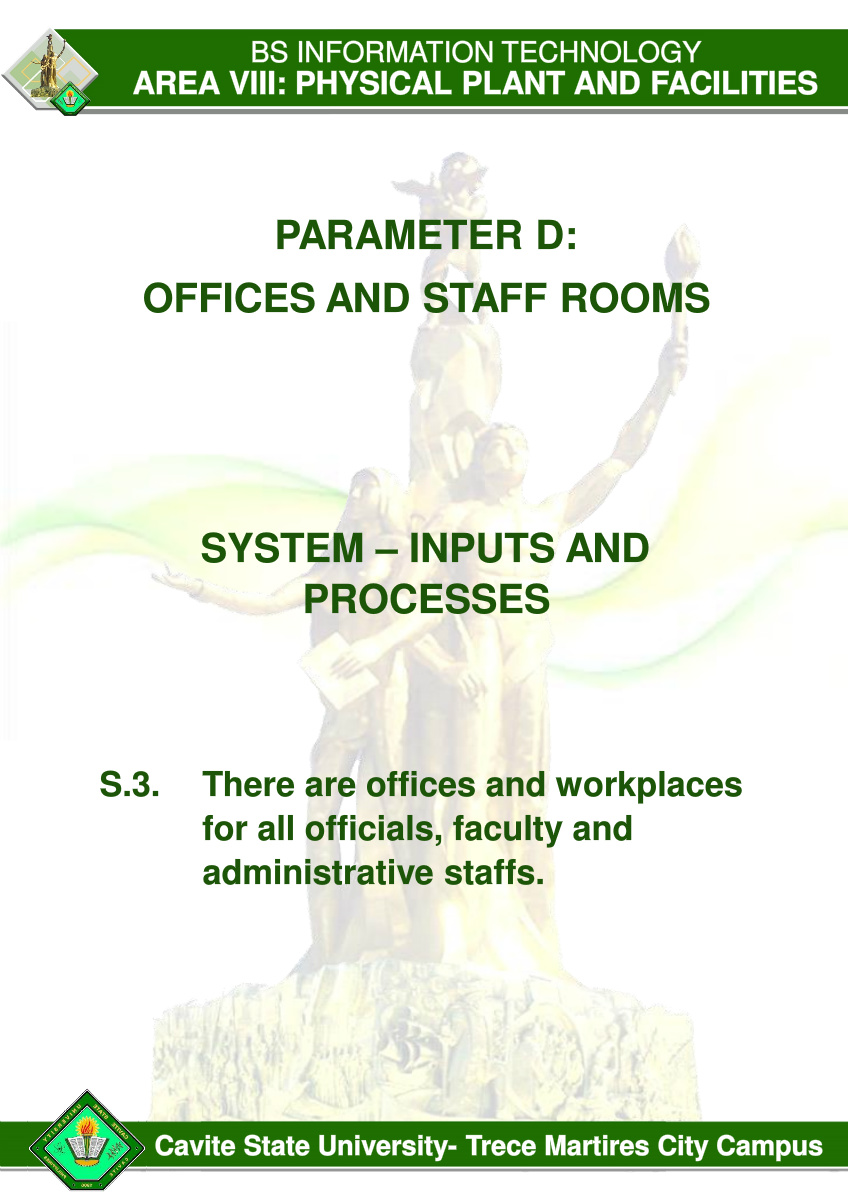 BS INFORMATION TECHNOLOGY
AREA VIII: PHYSICAL PLANT AND FACILITIES
PARAMETER D:
OFFICES AND STAFF ROOMS
SYSTEM – INPUTS AND
PROCESSES
S.3. There are offices and workplaces
for all officials, faculty and
administrative staffs.
Cavite State University- Trece Martires City Campus